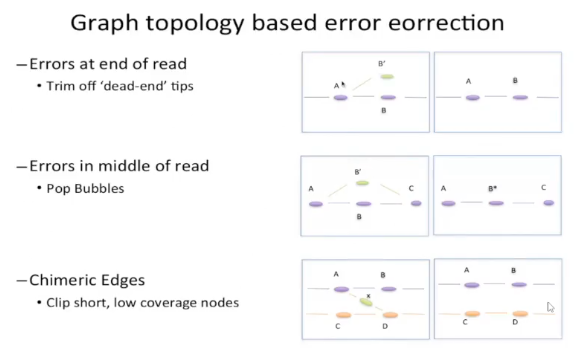 Graph topology based error eorrection
–Errors at end of read
• Trim off 'dead-end' tips
A B' B
A B
–Errors in middle of read
• Pop Bubbles
A B' C B
A B* C
–Chimeric Edges
• Clip short, low coverage nodes
A B x C D
A B C D